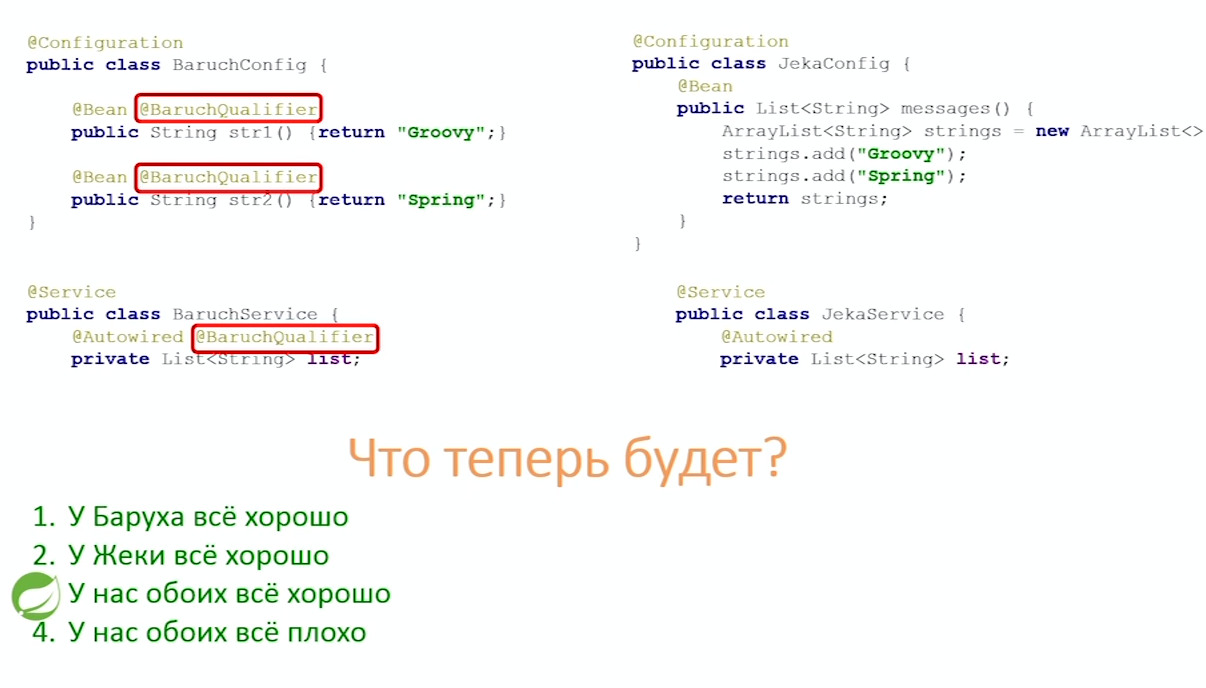 @Configuration
public class BaruchConfig {
@Bean @BaruchQualifier
public String str1() {return "Groovy";}
@Bean @BaruchQualifier
public String str2() {return "Spring";}
}
@Service
public class BaruchService {
@Autowired @BaruchQualifier
private List<String> list;
@Configuration
public class JekaConfig {
@Bean
public List<String> messages() {
ArrayList<String> strings = new ArrayList<>
strings.add("Groovy");
strings.add("Spring");
return strings;
}
}
@Service
public class JekaService {
@Autowired
private List<String> list;
Что теперь будет?
1. У Баруха всё хорошо
2. У Жеки всё хорошо
У нас обоих всё хорошо
4. У нас обоих всё плохо